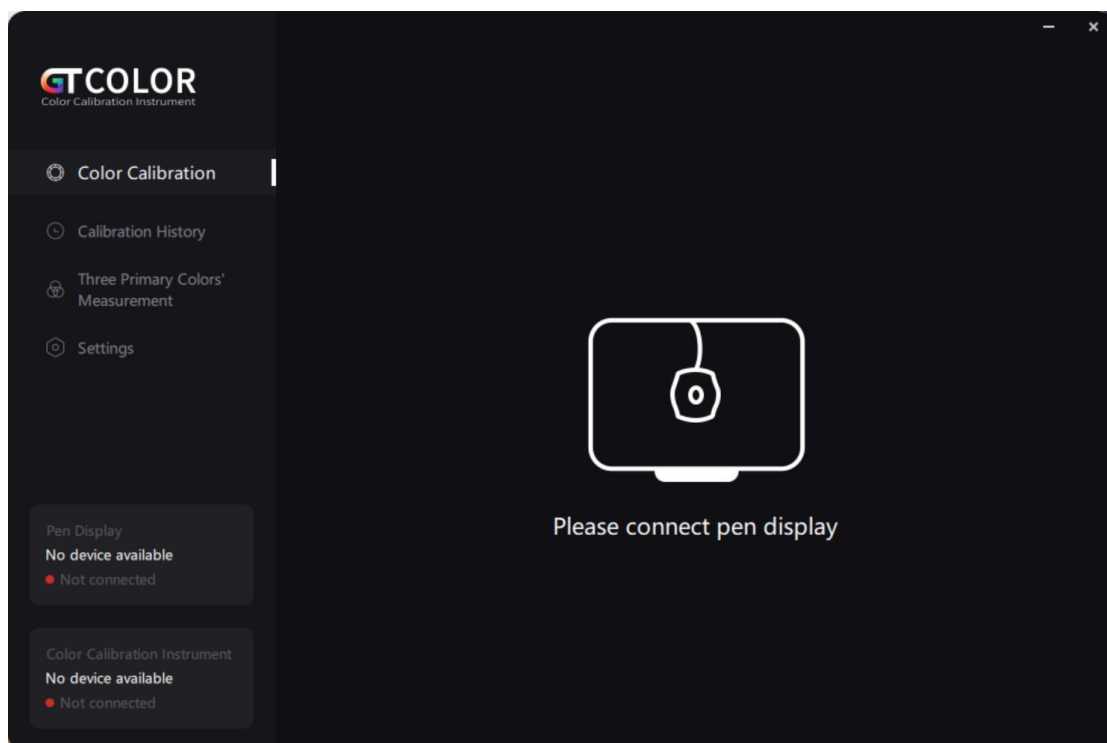 GTCOLOR
Color Calibration Instrument
Color Calibration
Calibration History
Three Primary Colors'
Measurement
Settings
Please connect pen display
Pen Display
No device available
Not connected
Color Calibration Instrument
No device available
Not connected